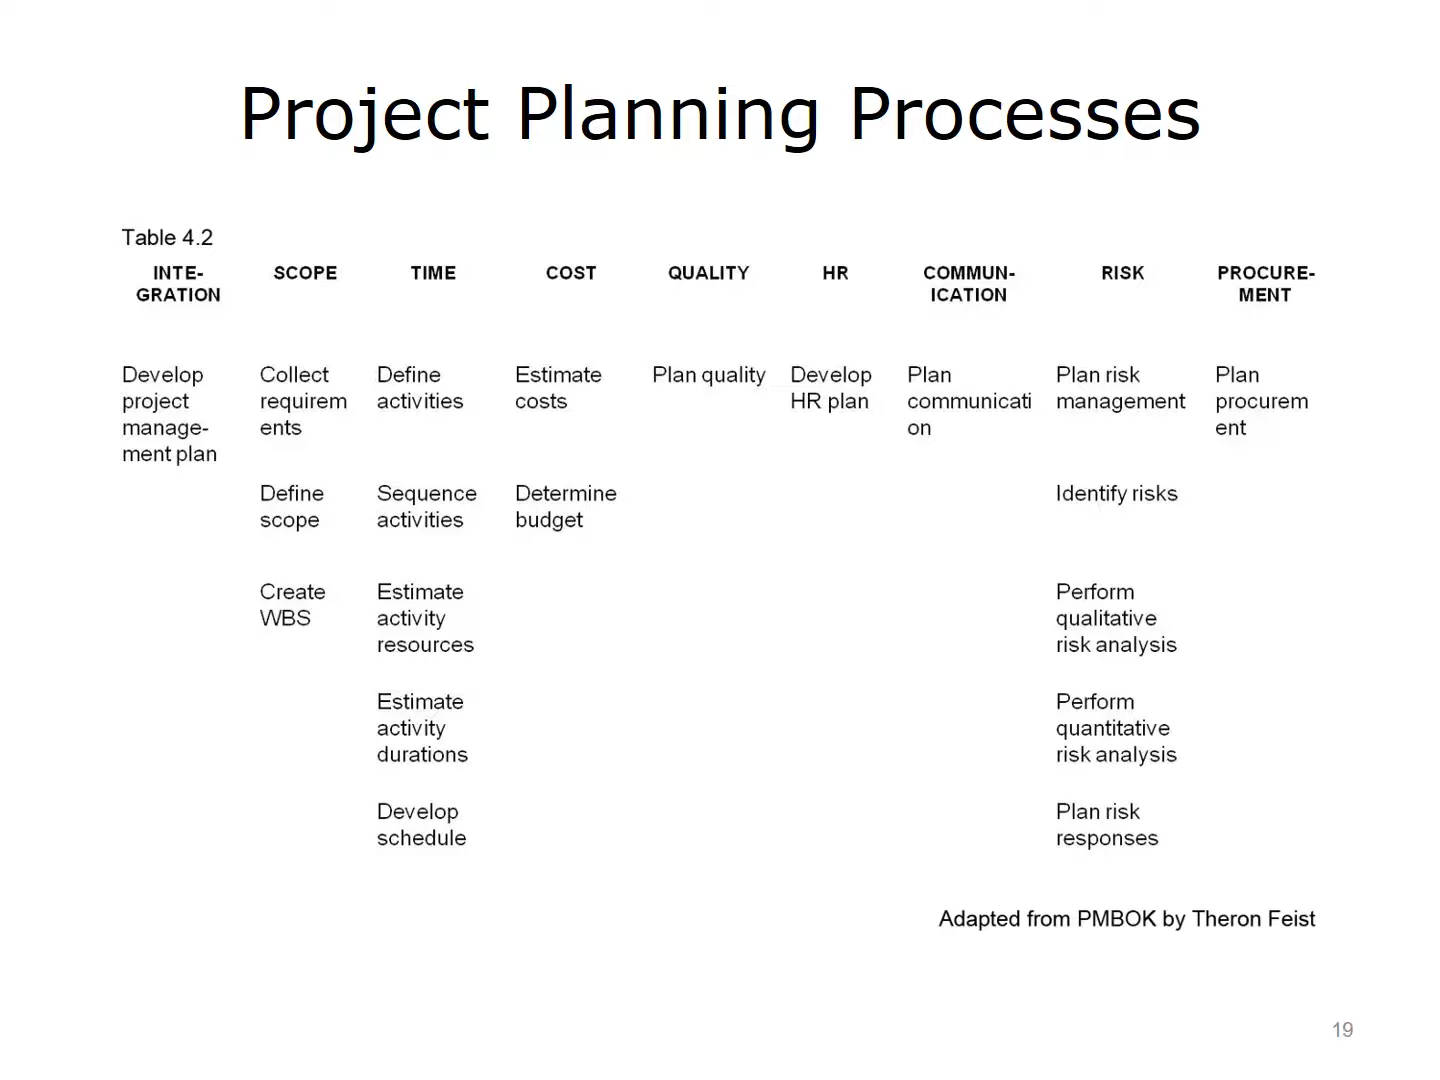 Project Planning Processes
Table 4.2
INTE- SCOPE TIME COST QUALITY HR COMMUN- RISK PROCURE-
GRATION ICATION MENT
Develop Collect Define Estimate Plan quality Develop Plan Plan risk Plan
project requirem activities costs HR plan communicati management procurem
manage- ents on ent
ment plan
Define Sequence Determine Identify risks
scope activities budget
Create Estimate Perform
WBS activity qualitative
resources risk analysis
Estimate Perform
activity quantitative
durations risk analysis
Develop Plan risk
schedule responses
Adapted from PMBOK by Theron Feist
19